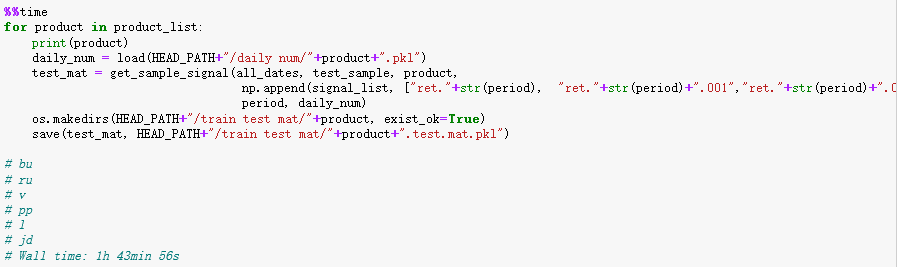 %%time
for product in product_list:
    print(product)
    daily_num = load(HEAD_PATH+"/daily num/"+product+".pkl")
    test_mat = get_sample_signal(all_dates, test_sample, product,
                                 np.append(signal_list, ["ret."+str(period),  "ret."+str(period)+".001","ret."+str(period)+".0
                                 period, daily_num)
    os.makedirs(HEAD_PATH+"/train test mat/"+product, exist_ok=True)
    save(test_mat, HEAD_PATH+"/train test mat/"+product+".test.mat.pkl")
# bu
# ru
# v
# pp
# l
# jd
# Wall time: 1h 43min 56s